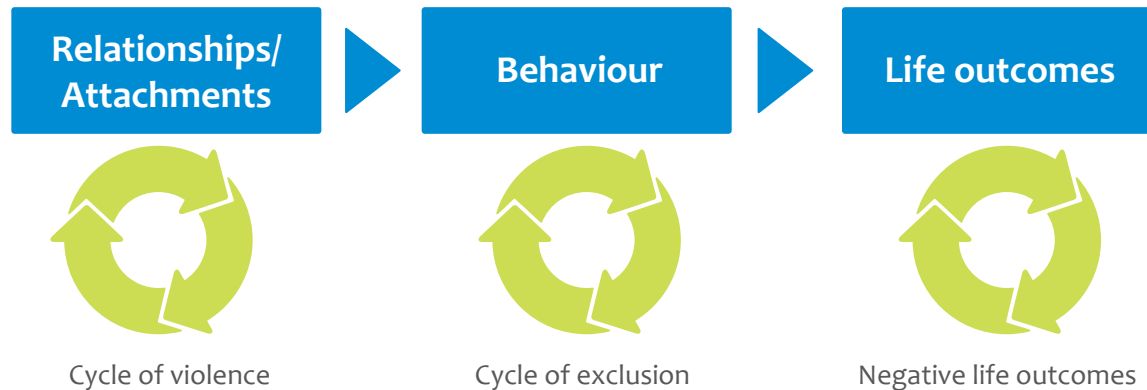 Relationships/
Attachments
Behaviour
Life outcomes
Cycle of violence
Cycle of exclusion
Negative life outcomes